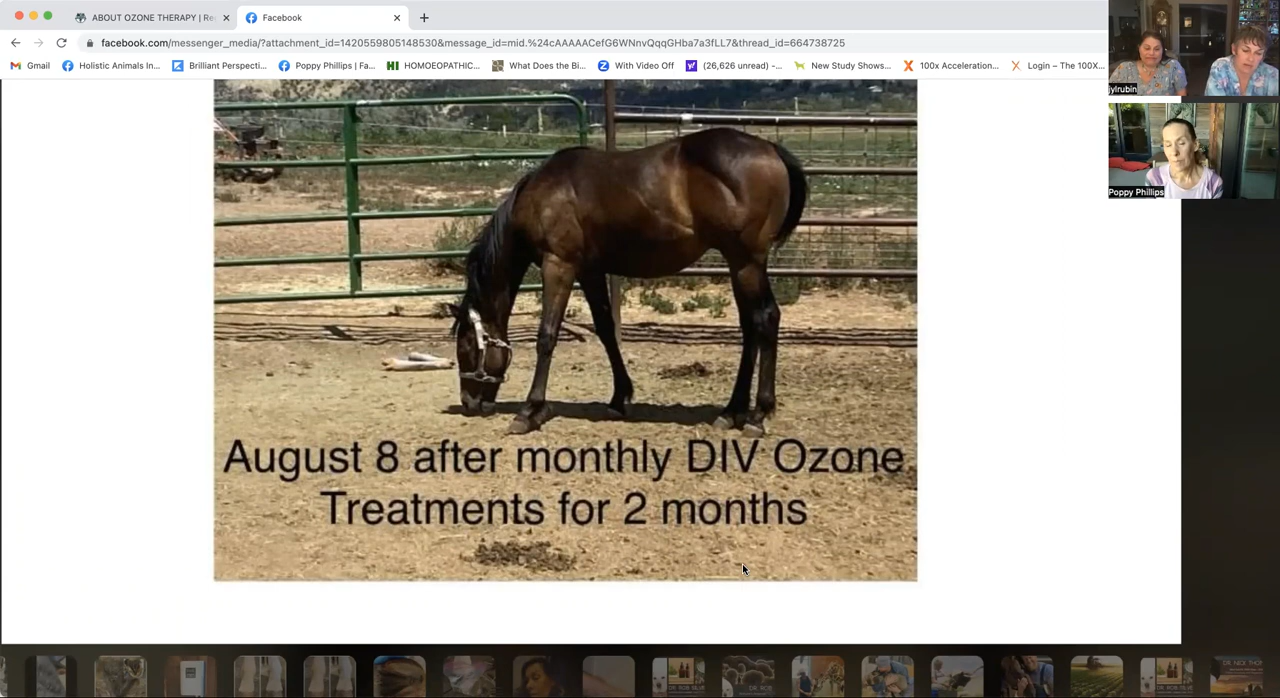 ABOUT OZONE THERAPY | Re
Facebook
facebook.com/messenger_media/?attachment_id=1420559805148530&message_id=mid.%24cAAAAACefG6WNnvQqqGHba7a3fLL7&thread_id=664738725
Gmail
Holistic Animals In...
Brilliant Perspecti...
Poppy Phillips | Fa...
HOMOEOPATHIC...
What Does the Bi...
With Video Off
(26,626 unread) -...
New Study Shows...
100x Acceleration...
Login – The 100X...
jylrubin
Poppy Phillips
August 8 after monthly DIV Ozone
Treatments for 2 months